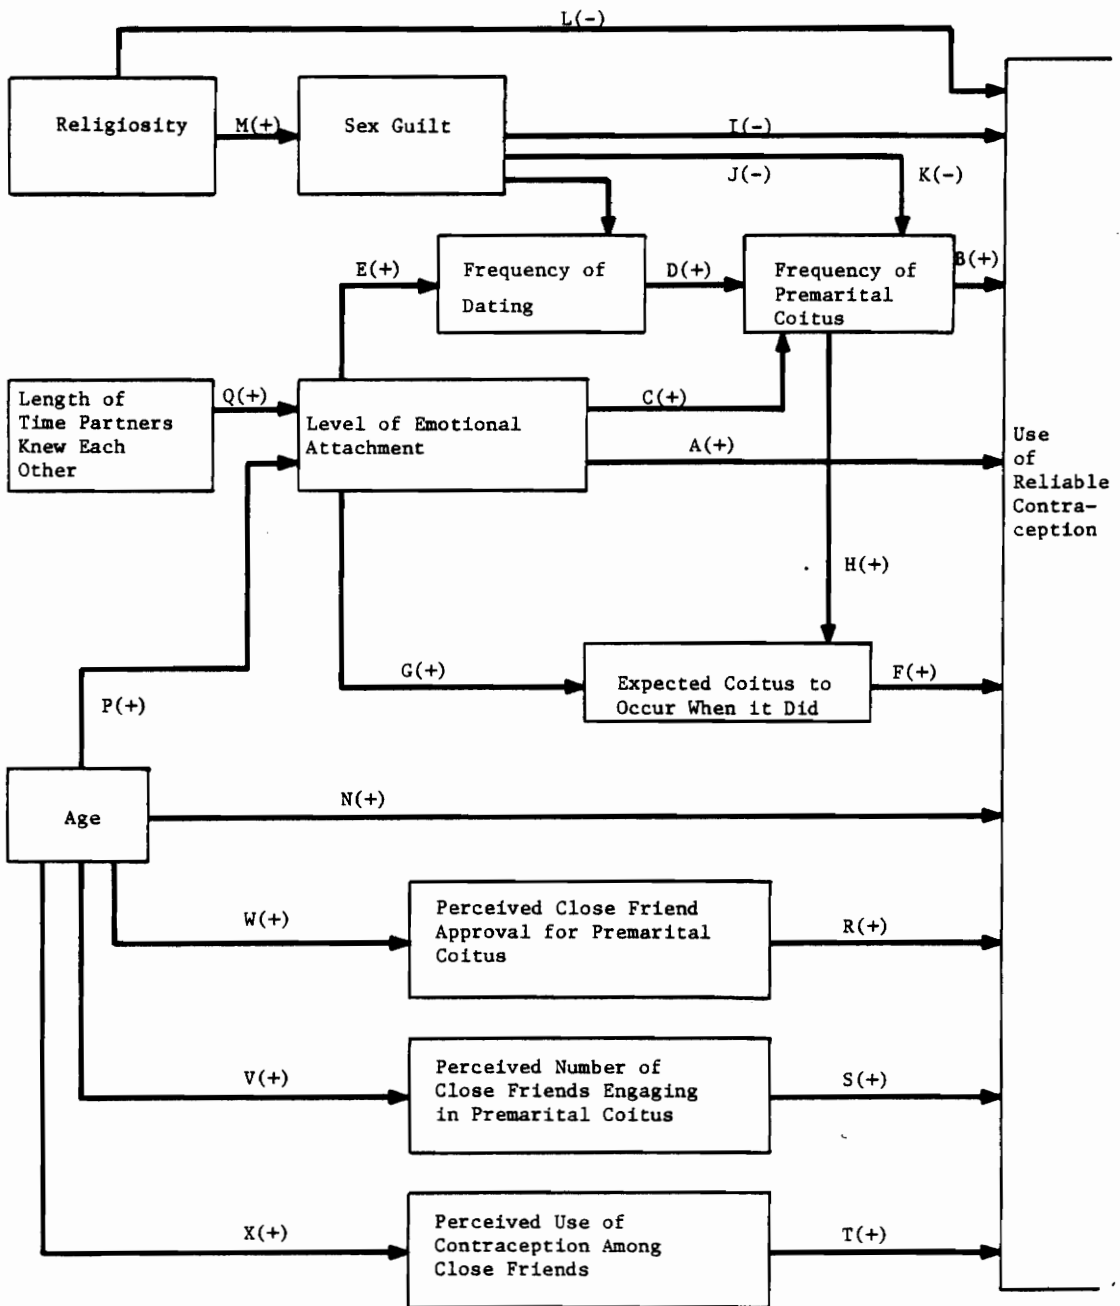 L(-)
Religiosity
M(+)
Sex Guilt
I(-)
J(-)
K(-)
E(+)
Frequency of
Dating
D(+)
Frequency of
Premarital
Coitus
B(+)
Length of
Time Partners
Knew Each
Other
Q(+)
Level of Emotional
Attachment
C(+)
A(+)
Use
of
Reliable
Contra-
ception
H(+)
P(+)
G(+)
Expected Coitus to
Occur When it Did
F(+)
Age
N(+)
W(+)
Perceived Close Friend
Approval for Premarital
Coitus
R(+)
V(+)
Perceived Number of
Close Friends Engaging
in Premarital Coitus
S(+)
X(+)
Perceived Use of
Contraception Among
Close Friends
T(+)